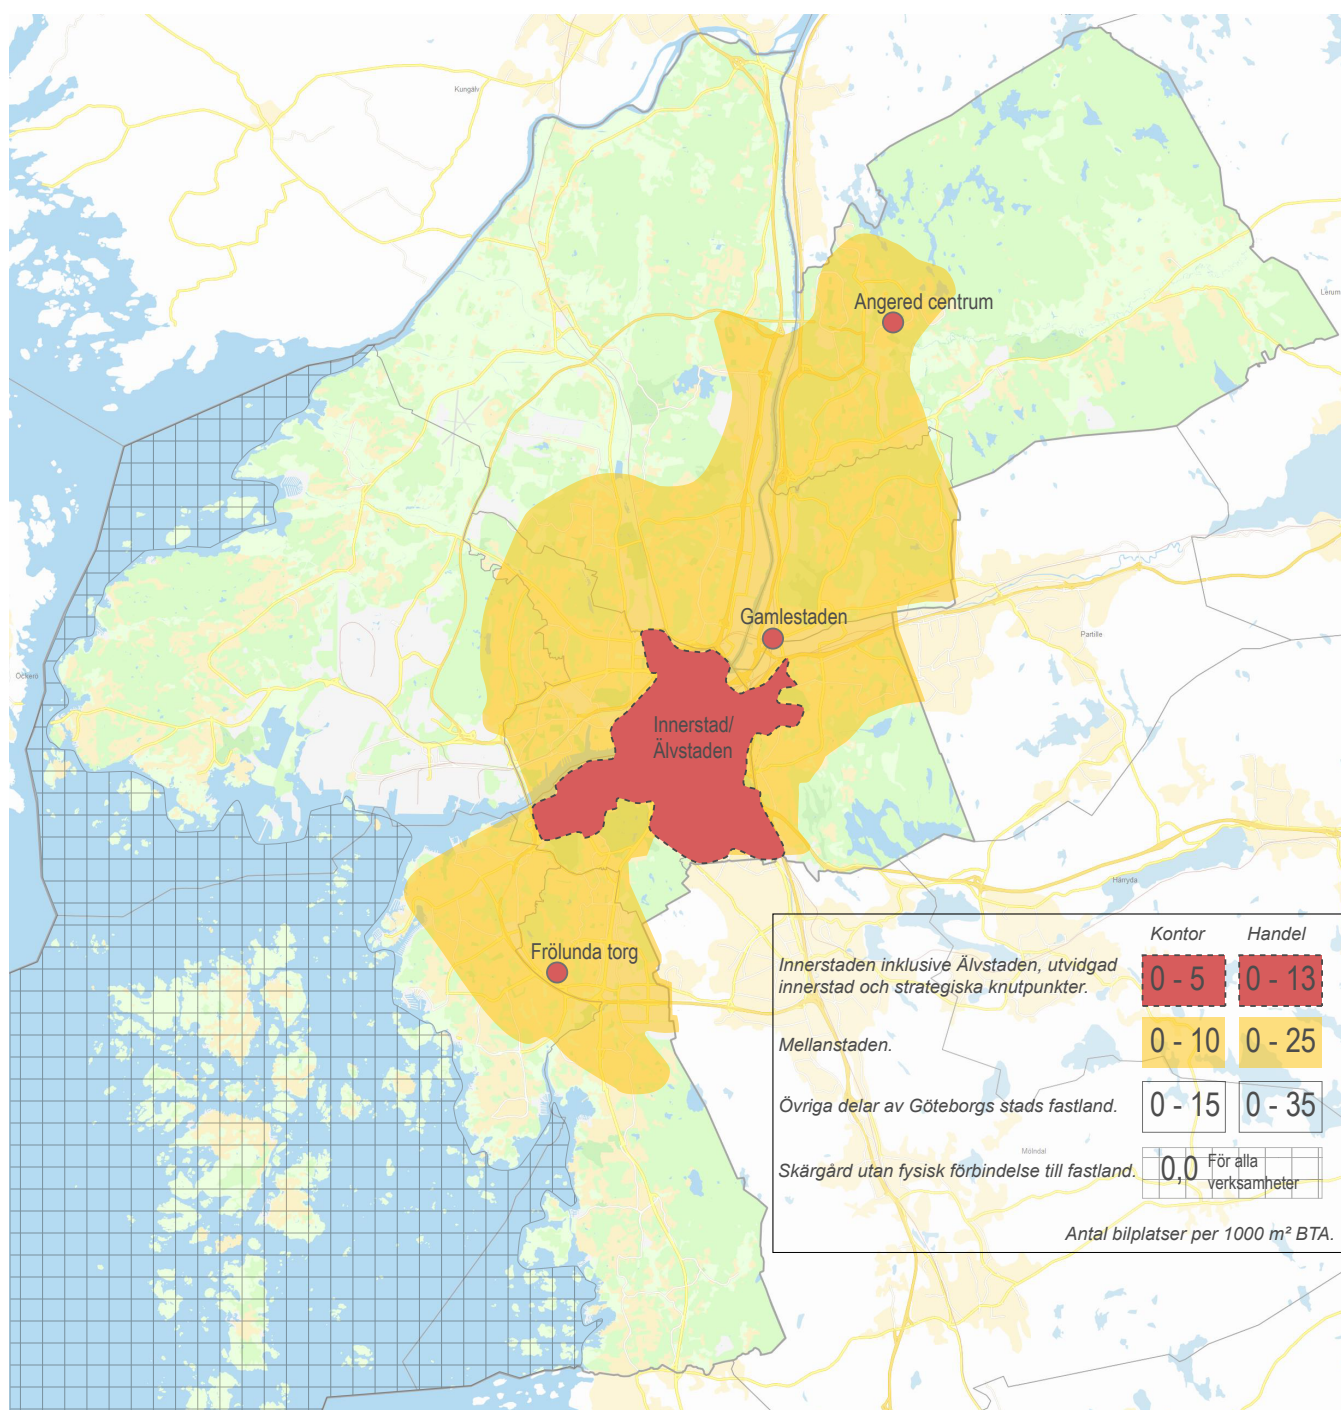 Kungälv
Angered centrum
Lerum
Gamlestaden
Partille
Öckerö
Innerstad/
Älvstaden
Härryda
Frölunda torg
Kontor Handel
Innerstaden inklusive Älvstaden, utvidgad
innerstad och strategiska knutpunkter.
0 - 5 0 - 13
Mellanstaden.
0 - 10 0 - 25
Övriga delar av Göteborgs stads fastland.
0 - 15 0 - 35
Mölndal
Skärgård utan fysisk förbindelse till fastland.
0,0 För alla
verksamheter
Antal bilplatser per 1000 m² BTA.